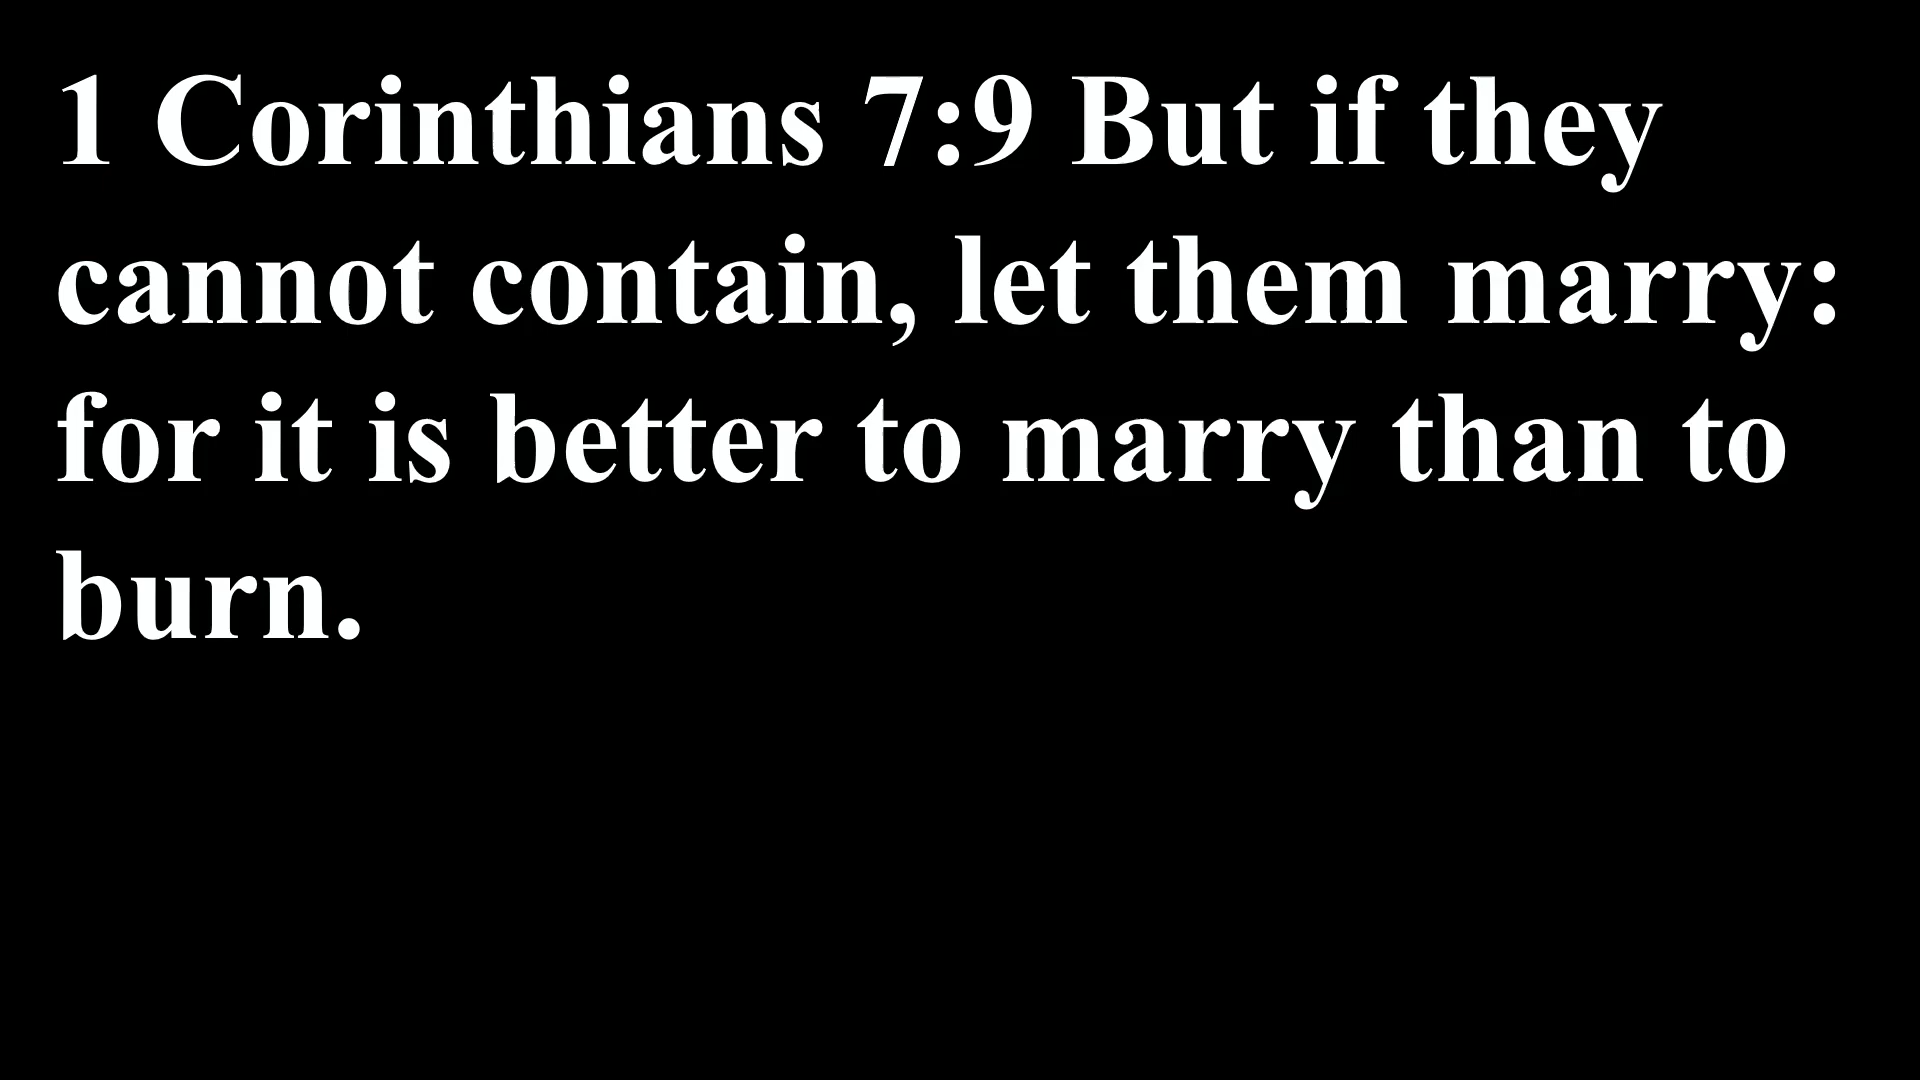 1 Corinthians 7:9 But if they
cannot contain, let them marry:
for it is better to marry than to
burn.